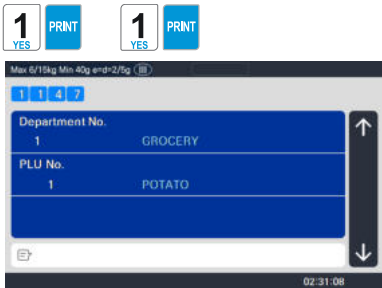 1 YES PRINT 1 YES PRINT
Max 6/15kg Min 40g e=d=2/5g (III)
1 1 4 7
Department No.
1 GROCERY
PLU No.
1 POTATO
02:31:08